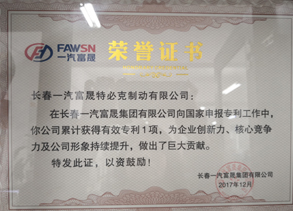 FAWSN
一汽富晟
荣誉证书
长春一汽富晟特必克制动有限公司：
在长春一汽富晟集团有限公司向国家申报专利工作中，
你公司累计获得有效专利1项，为企业创新力、核心竞争
力及公司形象持续提升，做出了巨大贡献。
特发此证，以资鼓励！
长春一汽富晟集团有限公司
2017年12月